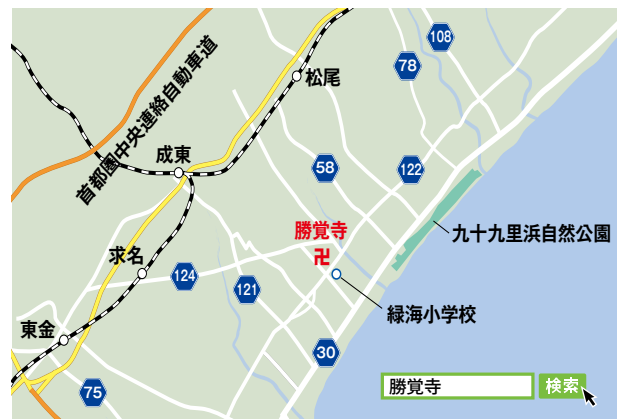 108
78
松尾
首都圏中央連絡自動車道
成東
58
122
勝覚寺
卍
九十九里浜自然公園
求名
124
121
緑海小学校
東金
30
75
勝覚寺
検索